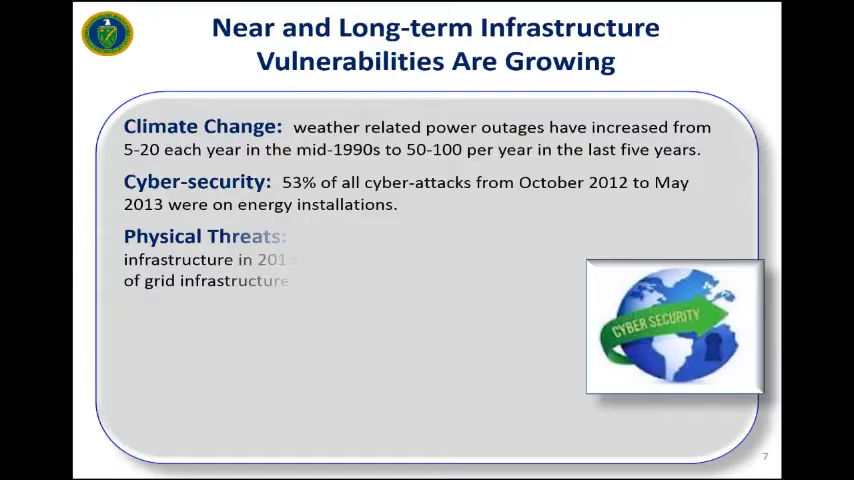 Near and Long-term Infrastructure
Vulnerabilities Are Growing
Climate Change: weather related power outages have increased from
5-20 each year in the mid-1990s to 50-100 per year in the last five years.
Cyber-security: 53% of all cyber-attacks from October 2012 to May
2013 were on energy installations.
Physical Threats:
infrastructure in 201
of grid infrastructure
CYBER SECURITY
7